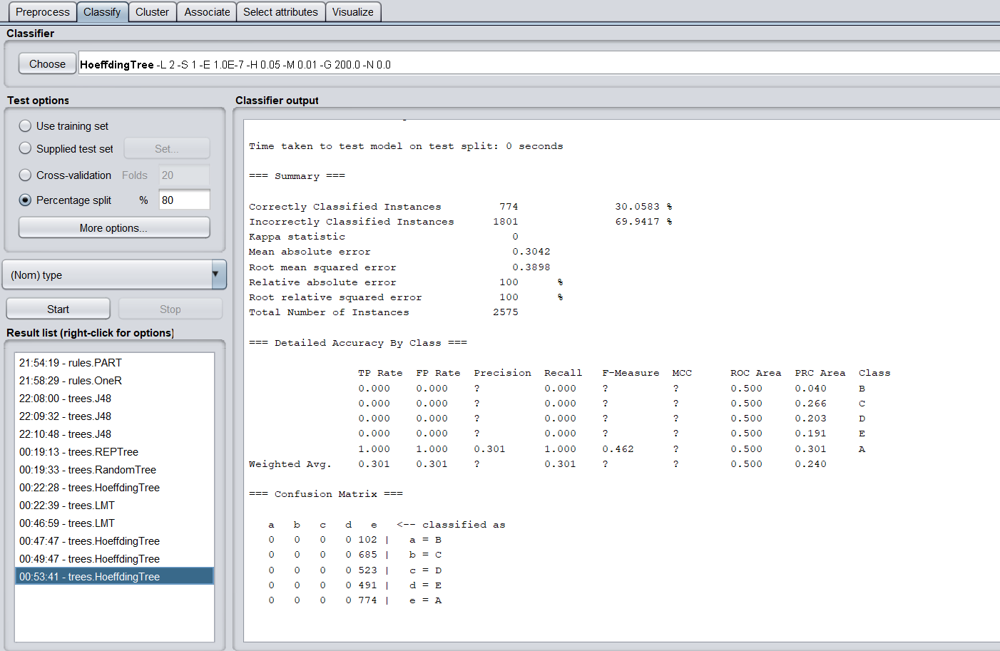 Preprocess Classify Cluster Associate Select attributes Visualize
Classifier
Choose HoeffdingTree -L 2 -S 1 -E 1.0E-7 -H 0.05 -M 0.01 -G 200.0 -N 0.0
Test options
Use training set
Supplied test set Set...
Cross-validation Folds 20
Percentage split % 80
More options...
(Nom) type
Start Stop
Result list (right-click for options)
21:54:19 - rules.PART
21:58:29 - rules.OneR
22:08:00 - trees.J48
22:09:32 - trees.J48
22:10:48 - trees.J48
00:19:13 - trees.REPTree
00:19:33 - trees.RandomTree
00:22:28 - trees.HoeffdingTree
00:22:39 - trees.LMT
00:46:59 - trees.LMT
00:47:47 - trees.HoeffdingTree
00:49:47 - trees.HoeffdingTree
00:53:41 - trees.HoeffdingTree
Classifier output
Time taken to test model on test split: 0 seconds
=== Summary ===
Correctly Classified Instances 774 30.0583 %
Incorrectly Classified Instances 1801 69.9417 %
Kappa statistic 0
Mean absolute error 0.3042
Root mean squared error 0.3898
Relative absolute error 100 %
Root relative squared error 100 %
Total Number of Instances 2575
=== Detailed Accuracy By Class ===
TP Rate FP Rate Precision Recall F-Measure MCC ROC Area PRC Area Class
0.000 0.000 ? 0.000 ? ? 0.500 0.040 B
0.000 0.000 ? 0.000 ? ? 0.500 0.266 C
0.000 0.000 ? 0.000 ? ? 0.500 0.203 D
0.000 0.000 ? 0.000 ? ? 0.500 0.191 E
1.000 1.000 0.301 1.000 0.462 ? 0.500 0.301 A
Weighted Avg. 0.301 0.301 ? 0.301 ? ? 0.500 0.240
=== Confusion Matrix ===
a b c d e <-- classified as
0 0 0 0 102 | a = B
0 0 0 0 685 | b = C
0 0 0 0 523 | c = D
0 0 0 0 491 | d = E
0 0 0 0 774 | e = A